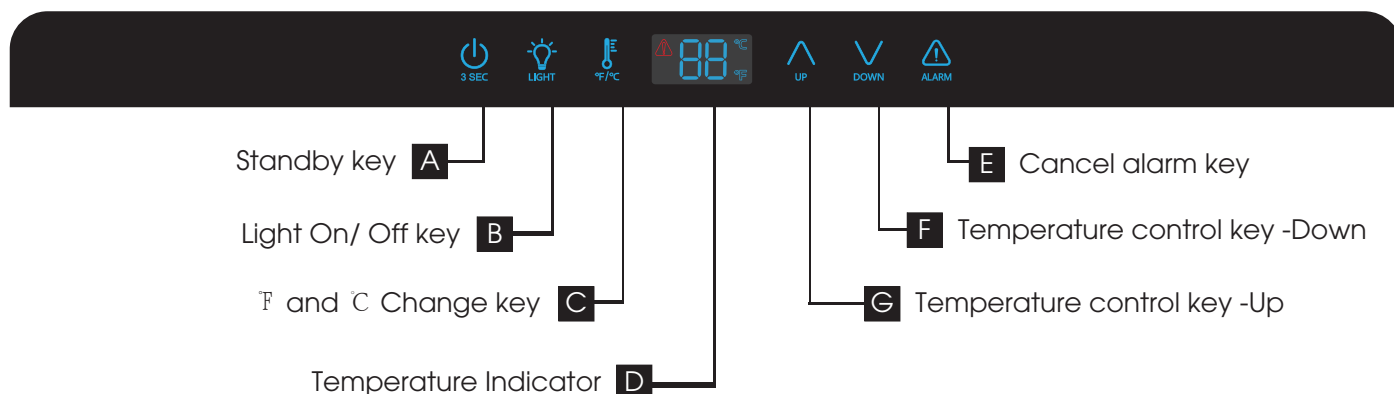 3 SEC
LIGHT
°F/°C
88 °C °F
UP
DOWN
ALARM
Standby key A
E Cancel alarm key
Light On/ Off key B
F Temperature control key -Down
℉ and ℃ Change key C
G Temperature control key -Up
Temperature Indicator D